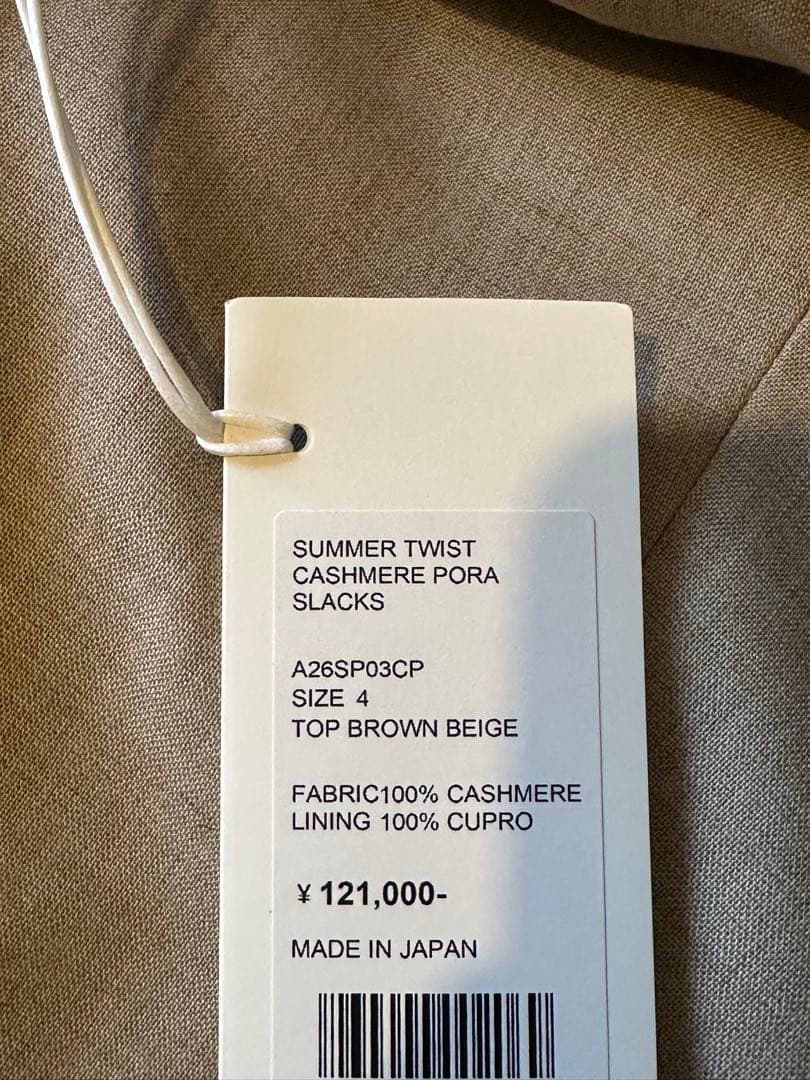 SUMMER TWIST
CASHMERE PORA
SLACKS
A26SP03CP
SIZE 4
TOP BROWN BEIGE
FABRIC100% CASHMERE
LINING 100% CUPRO
¥ 121,000-
MADE IN JAPAN